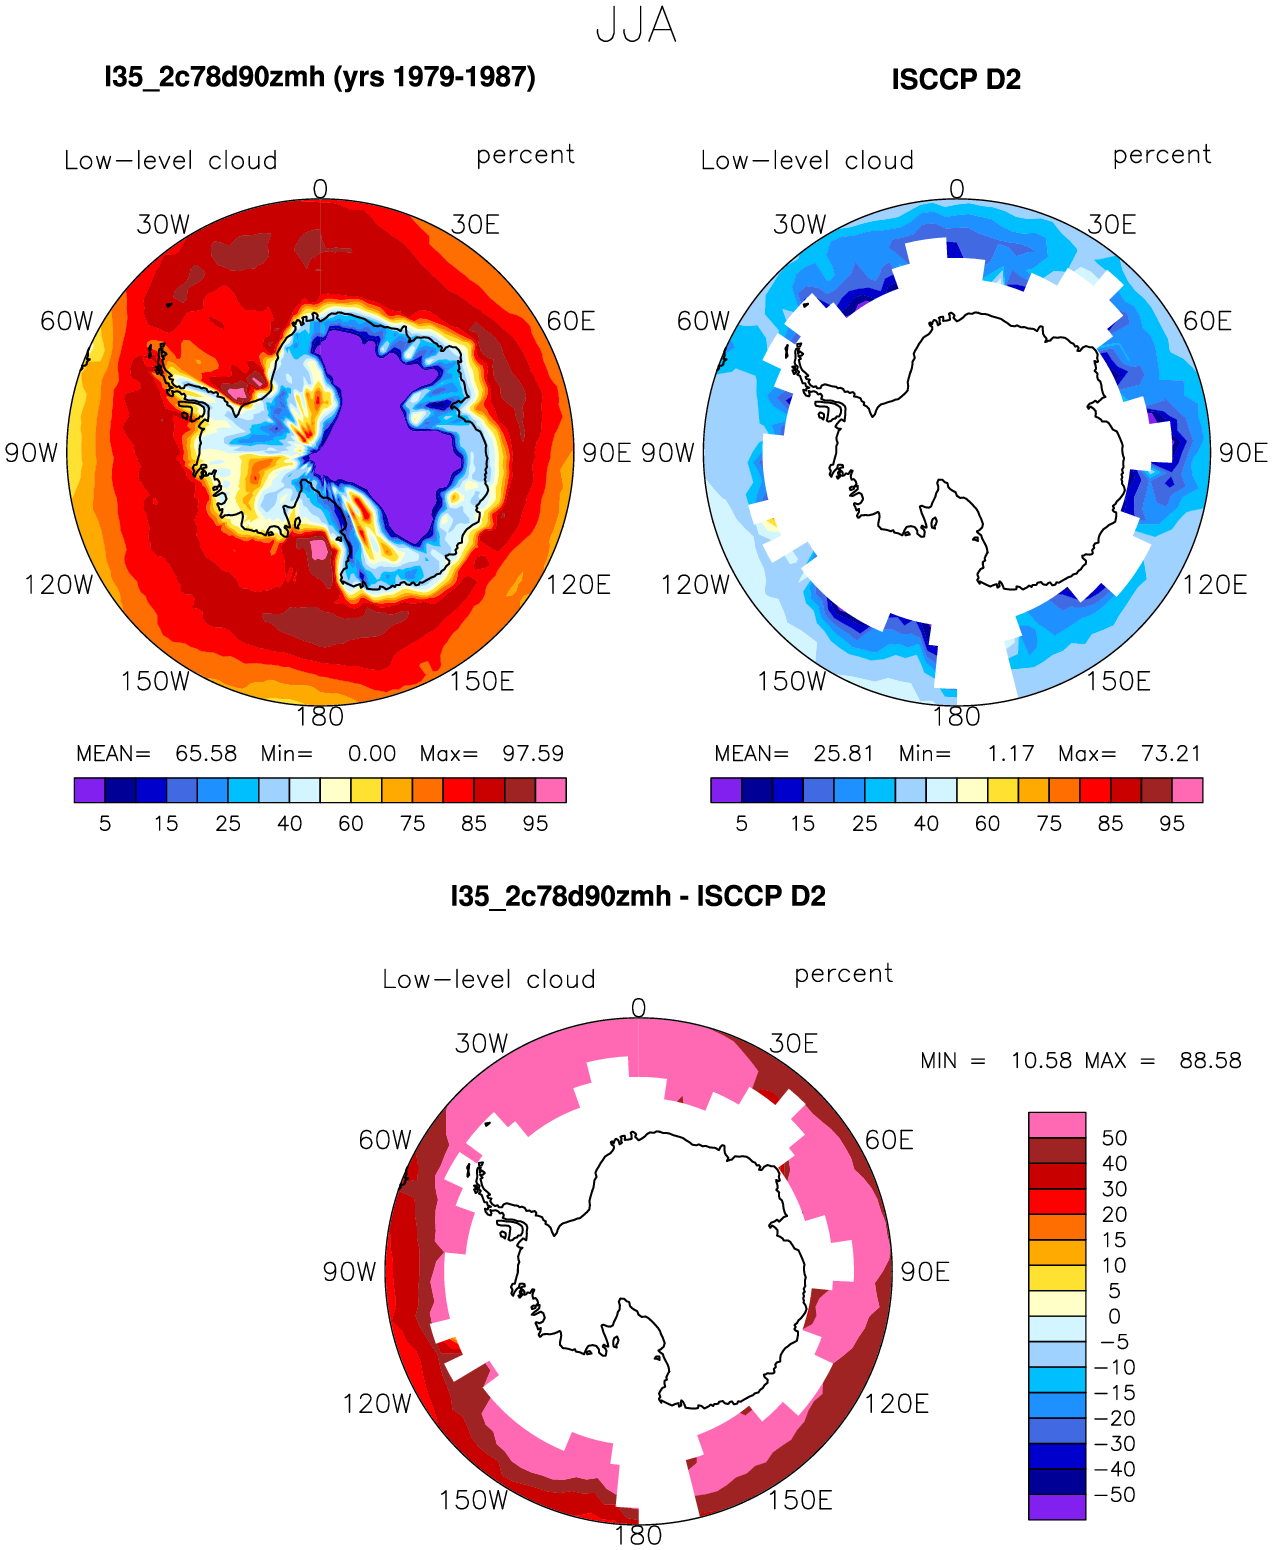 JJA
I35_2c78d90zmh (yrs 1979-1987)
Low-level cloud percent
0
30W 30E
60W 60E
90W 90E
120W 120E
150W 150E
180
MEAN= 65.58 Min= 0.00 Max= 97.59
5 15 25 40 60 75 85 95
ISCCP D2
Low-level cloud percent
0
30W 30E
60W 60E
90W 90E
120W 120E
150W 150E
180
MEAN= 25.81 Min= 1.17 Max= 73.21
5 15 25 40 60 75 85 95
I35_2c78d90zmh - ISCCP D2
Low-level cloud percent
0
30W 30E
60W 60E
90W 90E
120W 120E
150W 150E
180
MIN = 10.58 MAX = 88.58
50
40
30
20
15
10
5
0
-5
-10
-15
-20
-30
-40
-50